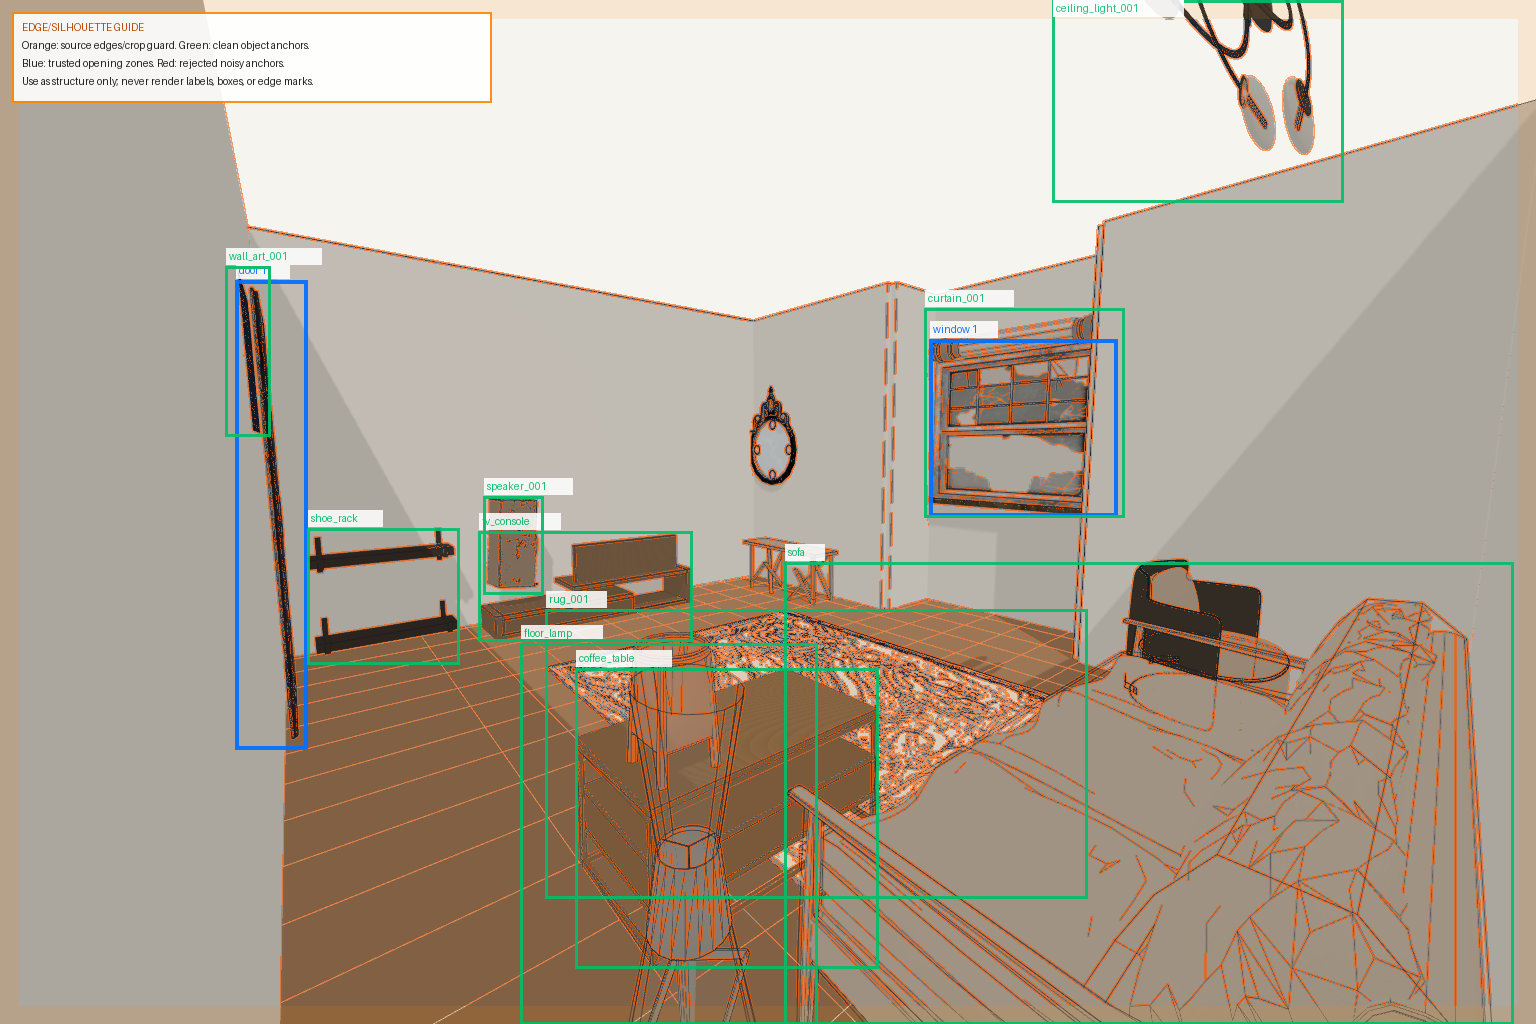 EDGE/SILHOUETTE GUIDE
Orange: source edges/crop guard. Green: clean object anchors.
Blue: trusted opening zones. Red: rejected noisy anchors.
Use as structure only; never render labels, boxes, or edge marks.
ceiling_light_001
wall_art_001
door 1
curtain_001
window 1
speaker_001
shoe_rack
v_console
sofa
rug_001
floor_lamp
coffee_table